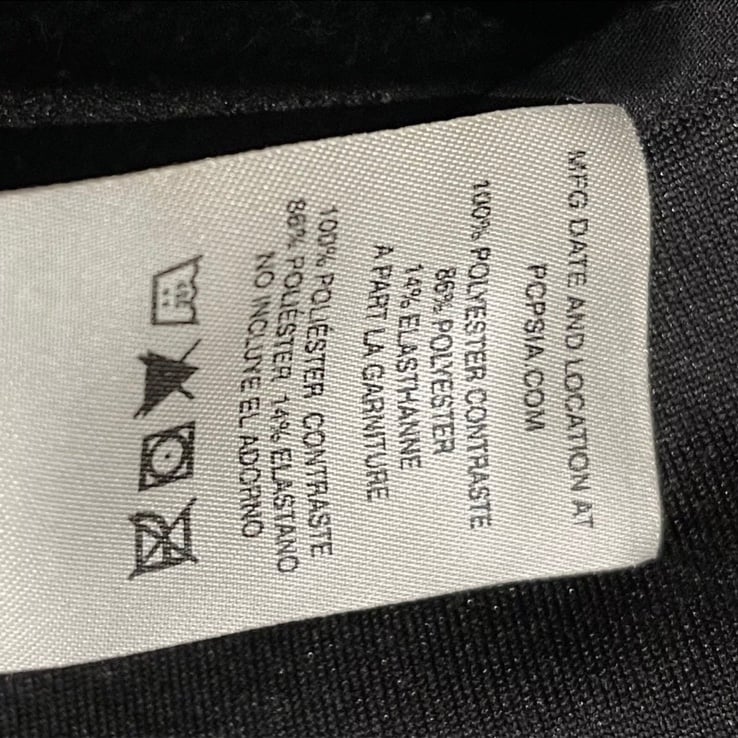 MFG DATE AND LOCATION AT
PCPSIA.COM
100% POLYESTER CONTRASTE
86% POLYESTER
14% ELASTHANNE
A PART LA GARNITURE
100% POLIÉSTER CONTRASTE
86% POLIÉSTER 14% ELASTANO
NO INCLUYE EL ADORNO